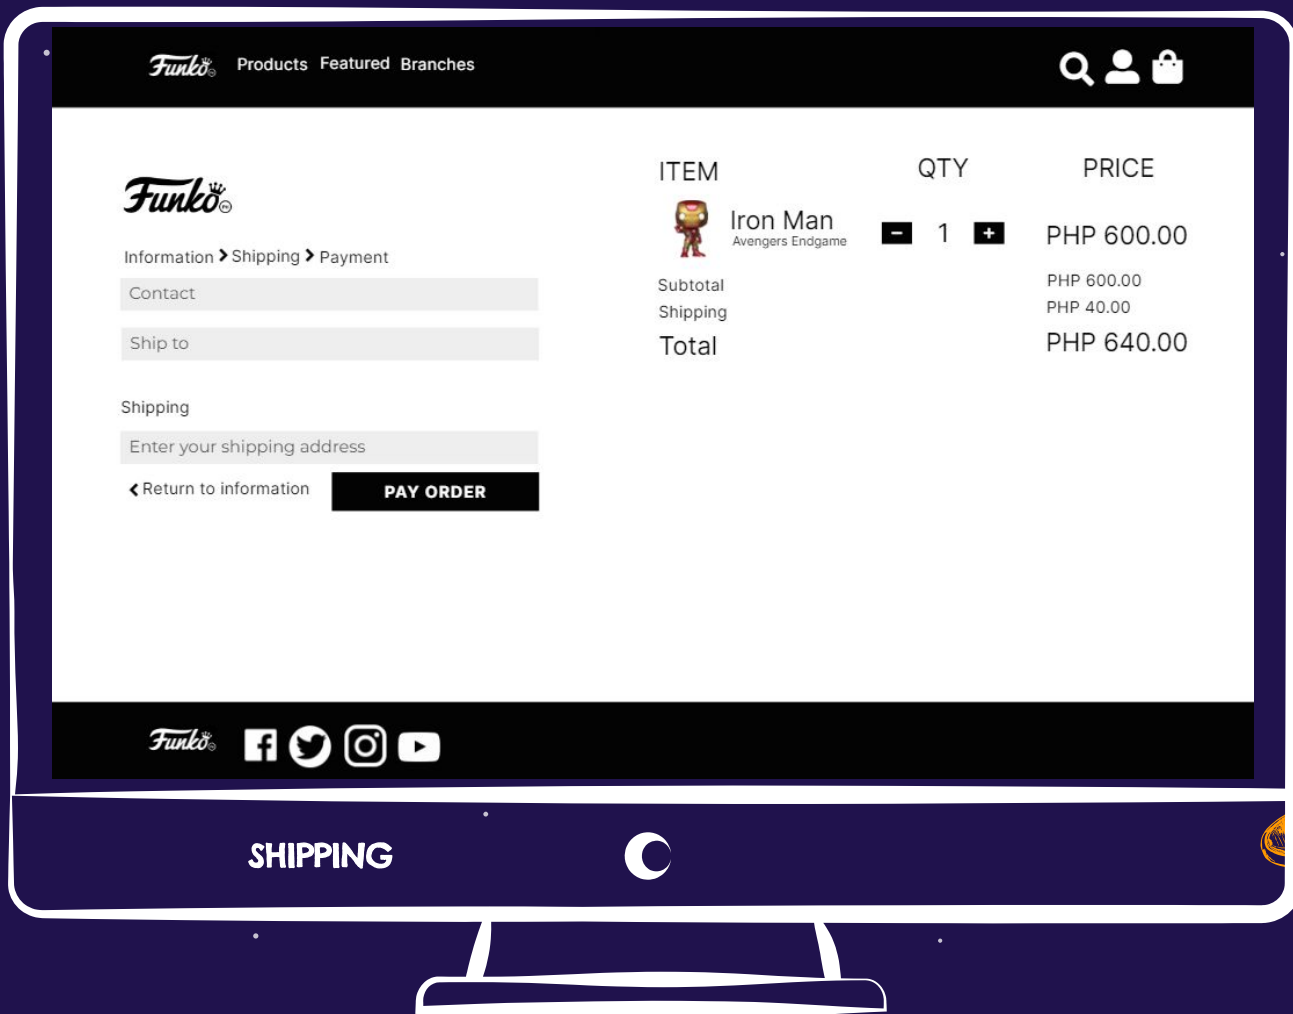 Funko Products Featured Branches
Funko
Information Shipping Payment
Contact
Ship to
Shipping
Enter your shipping address
Return to information PAY ORDER
ITEM QTY PRICE
Iron Man 1 PHP 600.00
Avengers Endgame
Subtotal PHP 600.00
Shipping PHP 40.00
Total PHP 640.00
Funko
SHIPPING